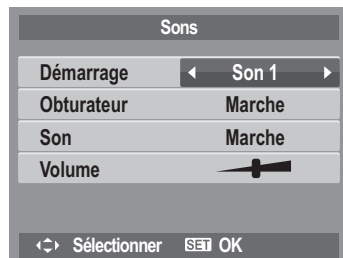 Sons
Démarrage Son 1
Obturateur Marche
Son Marche
Volume
Sélectionner SET OK